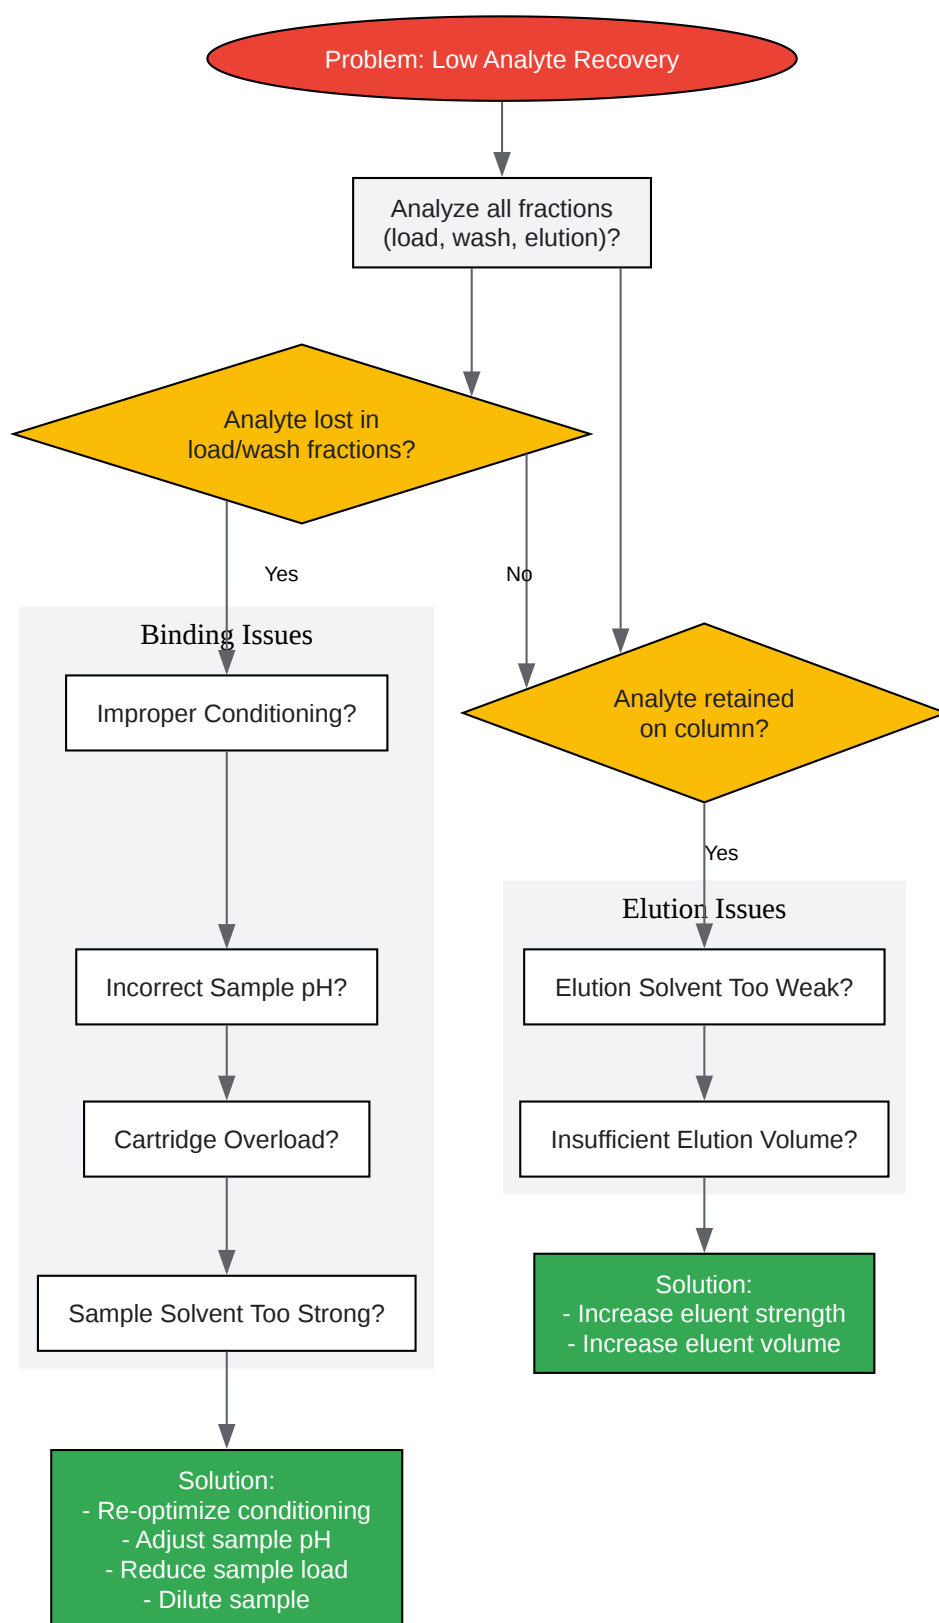 Problem: Low Analyte Recovery
Analyze all fractions
(load, wash, elution)?
Analyte lost in
load/wash fractions?
Yes
No
Binding Issues
Improper Conditioning?
Analyte retained
on column?
Yes
Elution Issues
Incorrect Sample pH?
Elution Solvent Too Weak?
Cartridge Overload?
Insufficient Elution Volume?
Sample Solvent Too Strong?
Solution:
- Increase eluent strength
- Increase eluent volume
Solution:
- Re-optimize conditioning
- Adjust sample pH
- Reduce sample load
- Dilute sample